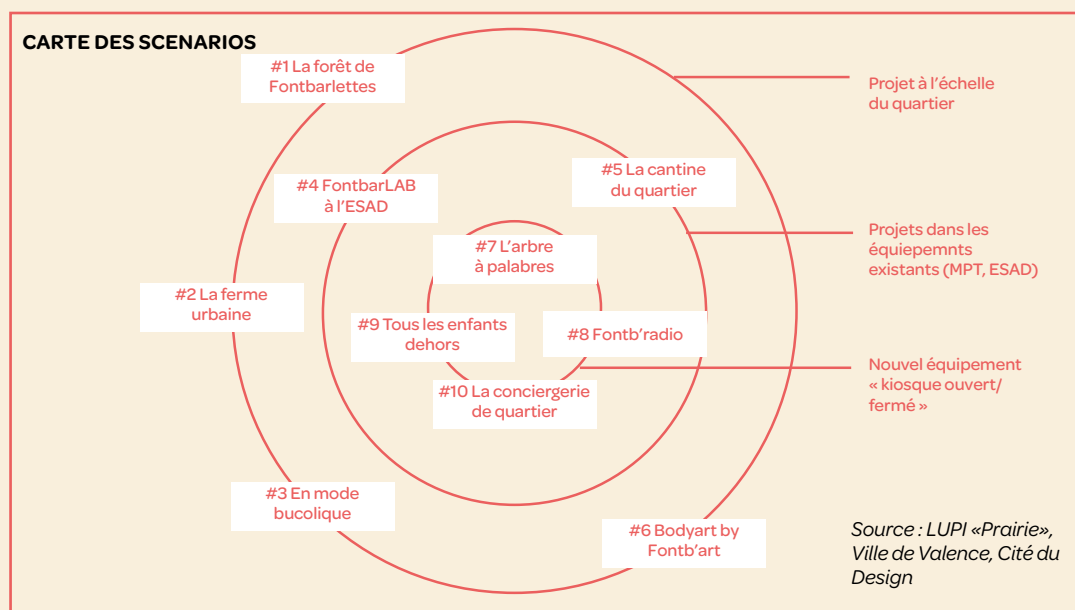 CARTE DES SCENARIOS
#1 La forêt de
Fontbarlettes
Projet à l’échelle
du quartier
#5 La cantine
du quartier
#4 FontbarLAB
à l’ESAD
#7 L’arbre
à palabres
Projets dans les
équiepemnts
existants (MPT, ESAD)
#2 La ferme
urbaine
#9 Tous les enfants
dehors
#8 Fontb’radio
Nouvel équipement
« kiosque ouvert/
fermé »
#10 La conciergerie
de quartier
#3 En mode
bucolique
#6 Bodyart by
Fontb’art
Source : LUPI «Prairie»,
Ville de Valence, Cité du
Design